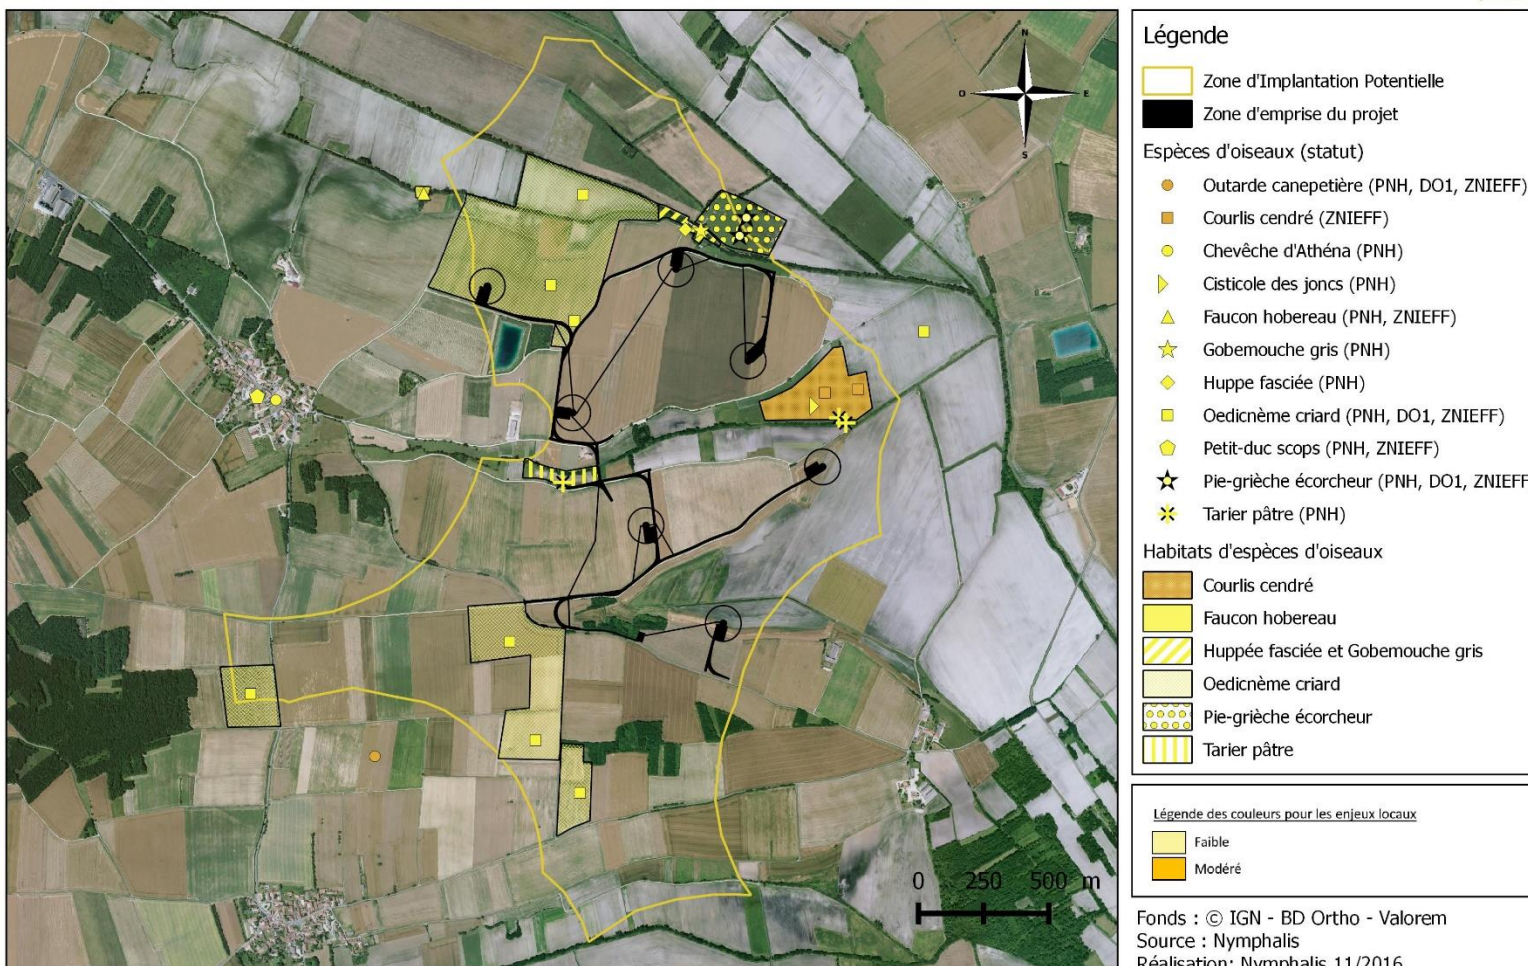 Légende
Zone d'Implantation Potentielle
Zone d'emprise du projet
Espèces d'oiseaux (statut)
Outarde canepetière (PNH, DO1, ZNIEFF)
Courlis cendré (ZNIEFF)
Chevêche d'Athéna (PNH)
Cisticole des joncs (PNH)
Faucon hobereau (PNH, ZNIEFF)
Gobemouche gris (PNH)
Huppe fasciée (PNH)
Oedicnème criard (PNH, DO1, ZNIEFF)
Petit-duc scops (PNH, ZNIEFF)
Pie-grièche écorcheur (PNH, DO1, ZNIEFF
Tarier pâtre (PNH)
Habitats d'espèces d'oiseaux
Courlis cendré
Faucon hobereau
Huppée fasciée et Gobemouche gris
Oedicnème criard
Pie-grièche écorcheur
Tarier pâtre
Légende des couleurs pour les enjeux locaux
Faible
Modéré
Fonds : © IGN - BD Ortho - Valorem
Source : Nymphalis
Réalisation: Nymphalis 11/2016
N
O E
S
0 250 500 m